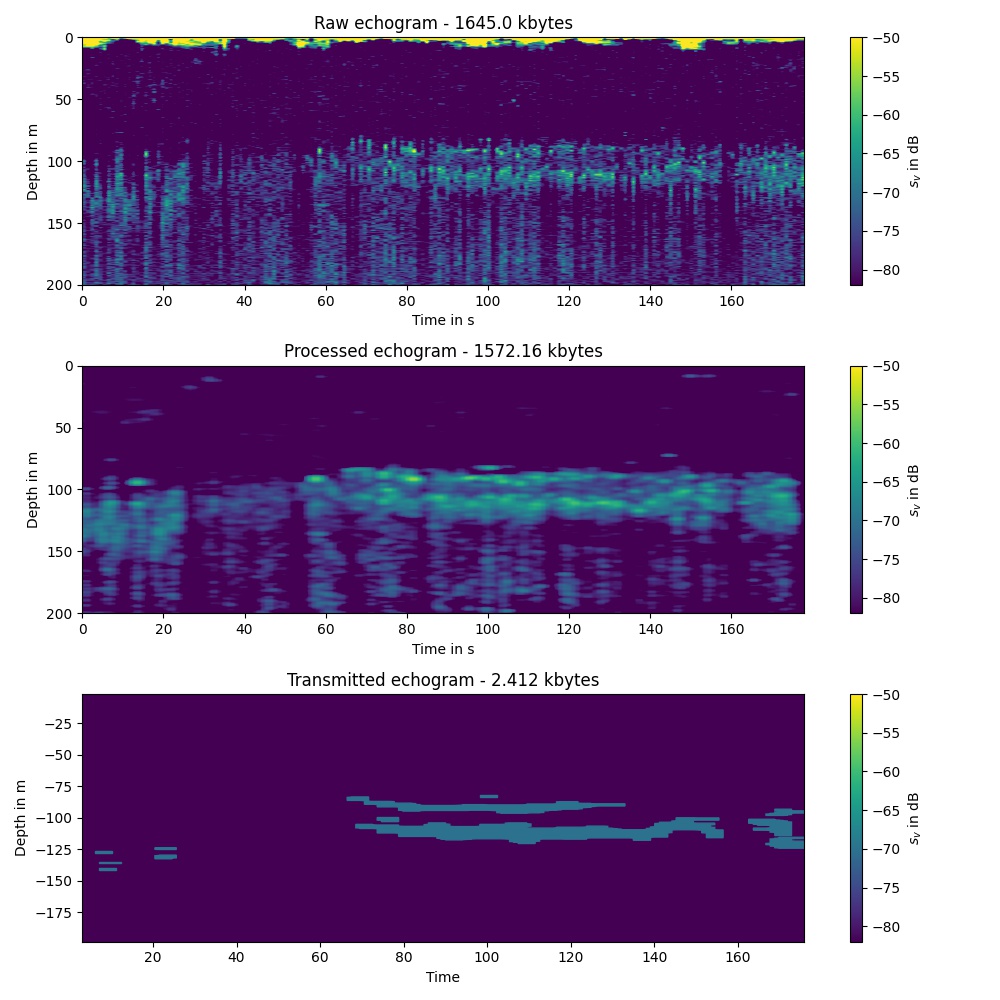 Raw echogram - 1645.0 kbytes
0
50
100
150
200
Depth in m
0 20 40 60 80 100 120 140 160
Time in s
−50
−55
−60
−65
−70
−75
−80
sv in dB
Processed echogram - 1572.16 kbytes
0
50
100
150
200
Depth in m
0 20 40 60 80 100 120 140 160
Time in s
−50
−55
−60
−65
−70
−75
−80
sv in dB
Transmitted echogram - 2.412 kbytes
−25
−50
−75
−100
−125
−150
−175
Depth in m
20 40 60 80 100 120 140 160
Time
−50
−55
−60
−65
−70
−75
−80
sv in dB